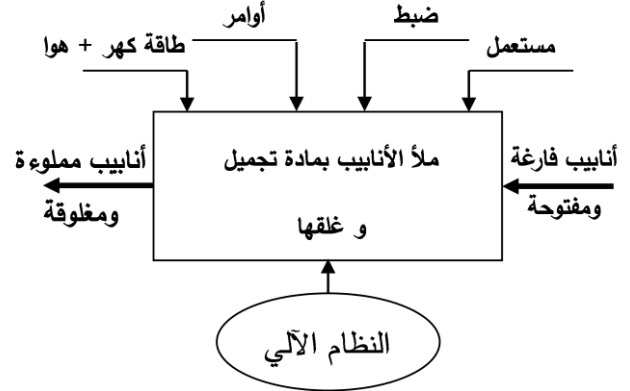 أوامر
ضبط
طاقة كهر + هوا
مستعمل
أنابيب فارغة
ومفتوحة
ملأ الأنابيب بمادة تجميل
و غلقها
أنابيب مملوءة
ومغلوقة
النظام الآلي